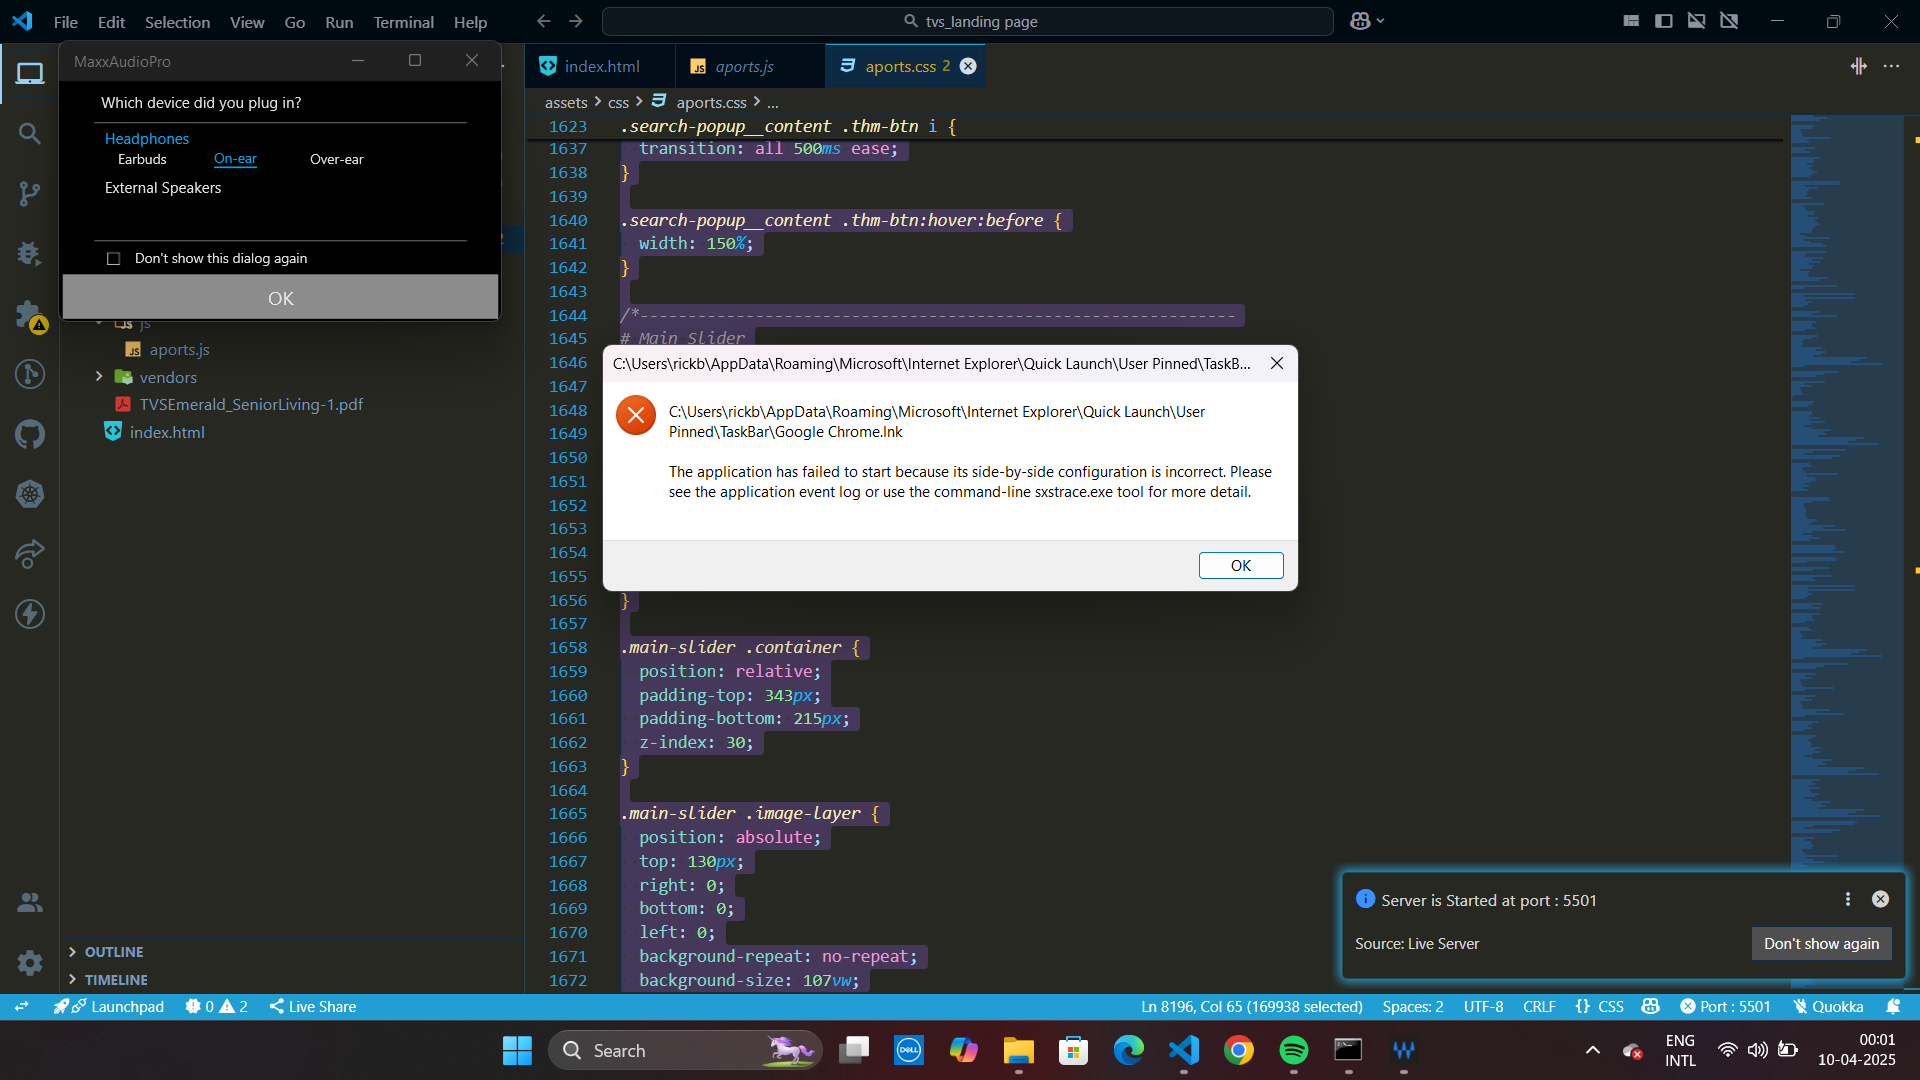 File Edit Selection View Go Run Terminal Help
tvs_landing page
MaxxAudioPro
Which device did you plug in?
Headphones
Earbuds On-ear Over-ear
External Speakers
Don't show this dialog again
OK
js
aports.js
vendors
TVSEmerald_SeniorLiving-1.pdf
index.html
OUTLINE
TIMELINE
index.html
aports.js
aports.css 2
assets > css > aports.css > ...
1623 .search-popup__content .thm-btn i {
1637 transition: all 500ms ease;
1638 }
1639
1640 .search-popup__content .thm-btn:hover:before {
1641 width: 150%;
1642 }
1643
1644 /*--------------------------------------------------------------
1645 # Main Slider
1646
1647
1648
1649
1650
1651
1652
1653
1654
1655
1656 }
1657
1658 .main-slider .container {
1659 position: relative;
1660 padding-top: 343px;
1661 padding-bottom: 215px;
1662 z-index: 30;
1663 }
1664
1665 .main-slider .image-layer {
1666 position: absolute;
1667 top: 130px;
1668 right: 0;
1669 bottom: 0;
1670 left: 0;
1671 background-repeat: no-repeat;
1672 background-size: 107vw;
C:\Users\rickb\AppData\Roaming\Microsoft\Internet Explorer\Quick Launch\User Pinned\TaskB...
C:\Users\rickb\AppData\Roaming\Microsoft\Internet Explorer\Quick Launch\User
Pinned\TaskBar\Google Chrome.lnk
The application has failed to start because its side-by-side configuration is incorrect. Please
see the application event log or use the command-line sxstrace.exe tool for more detail.
OK
Server is Started at port : 5501
Source: Live Server
Don't show again
Launchpad 0 2 Live Share
Ln 8196, Col 65 (169938 selected) Spaces: 2 UTF-8 CRLF {} CSS Port : 5501 Quokka
Search
DELL
ENG
INTL
00:01
10-04-2025